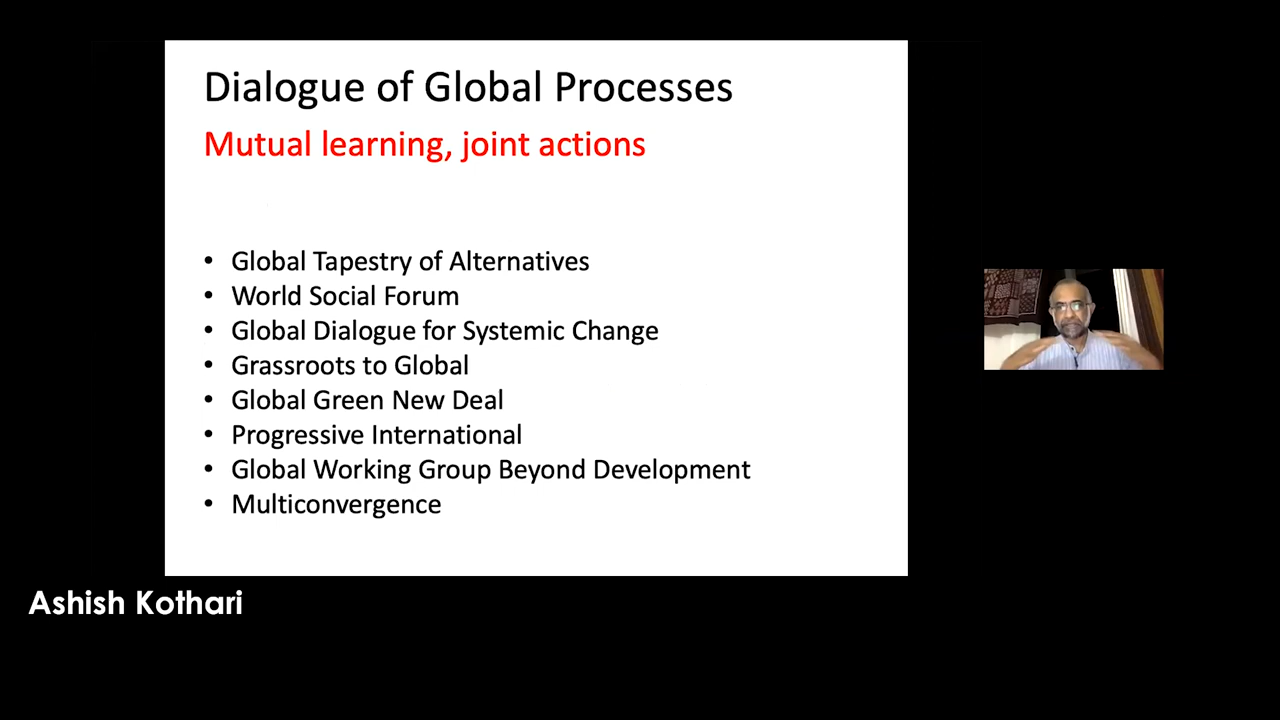 Dialogue of Global Processes
Mutual learning, joint actions
• Global Tapestry of Alternatives
• World Social Forum
• Global Dialogue for Systemic Change
• Grassroots to Global
• Global Green New Deal
• Progressive International
• Global Working Group Beyond Development
• Multiconvergence
Ashish Kothari